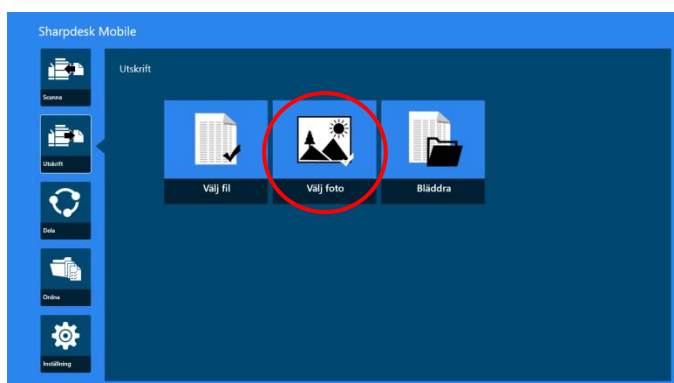 Sharpdesk Mobile
Scanna
Utskrift
Dela
Ordna
Inställning
Utskrift
Välj fil
Välj foto
Bläddra